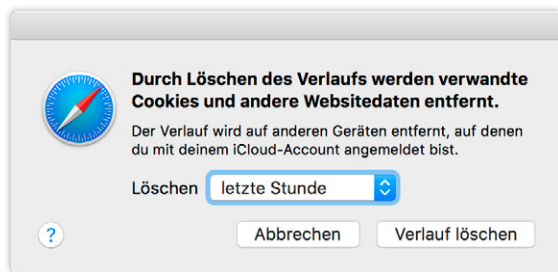 Durch Löschen des Verlaufs werden verwandte
Cookies und andere Websitedaten entfernt.
Der Verlauf wird auf anderen Geräten entfernt, auf denen
du mit deinem iCloud-Account angemeldet bist.
Löschen letzte Stunde
? Abbrechen Verlauf löschen